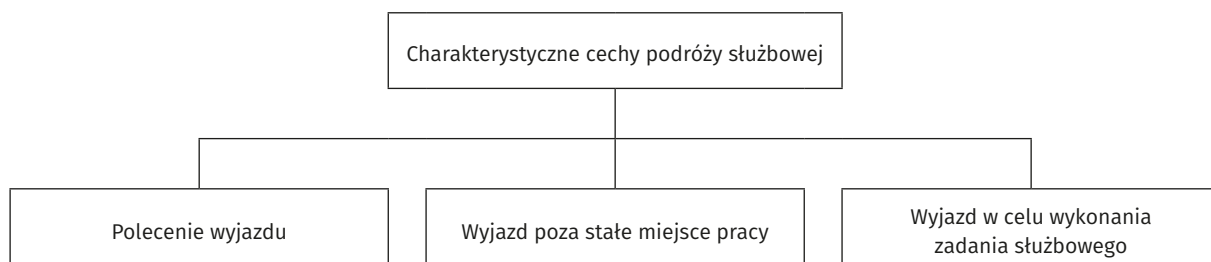 Charakterystyczne cechy podróży służbowej
Polecenie wyjazdu
Wyjazd poza stałe miejsce pracy
Wyjazd w celu wykonania
zadania służbowego